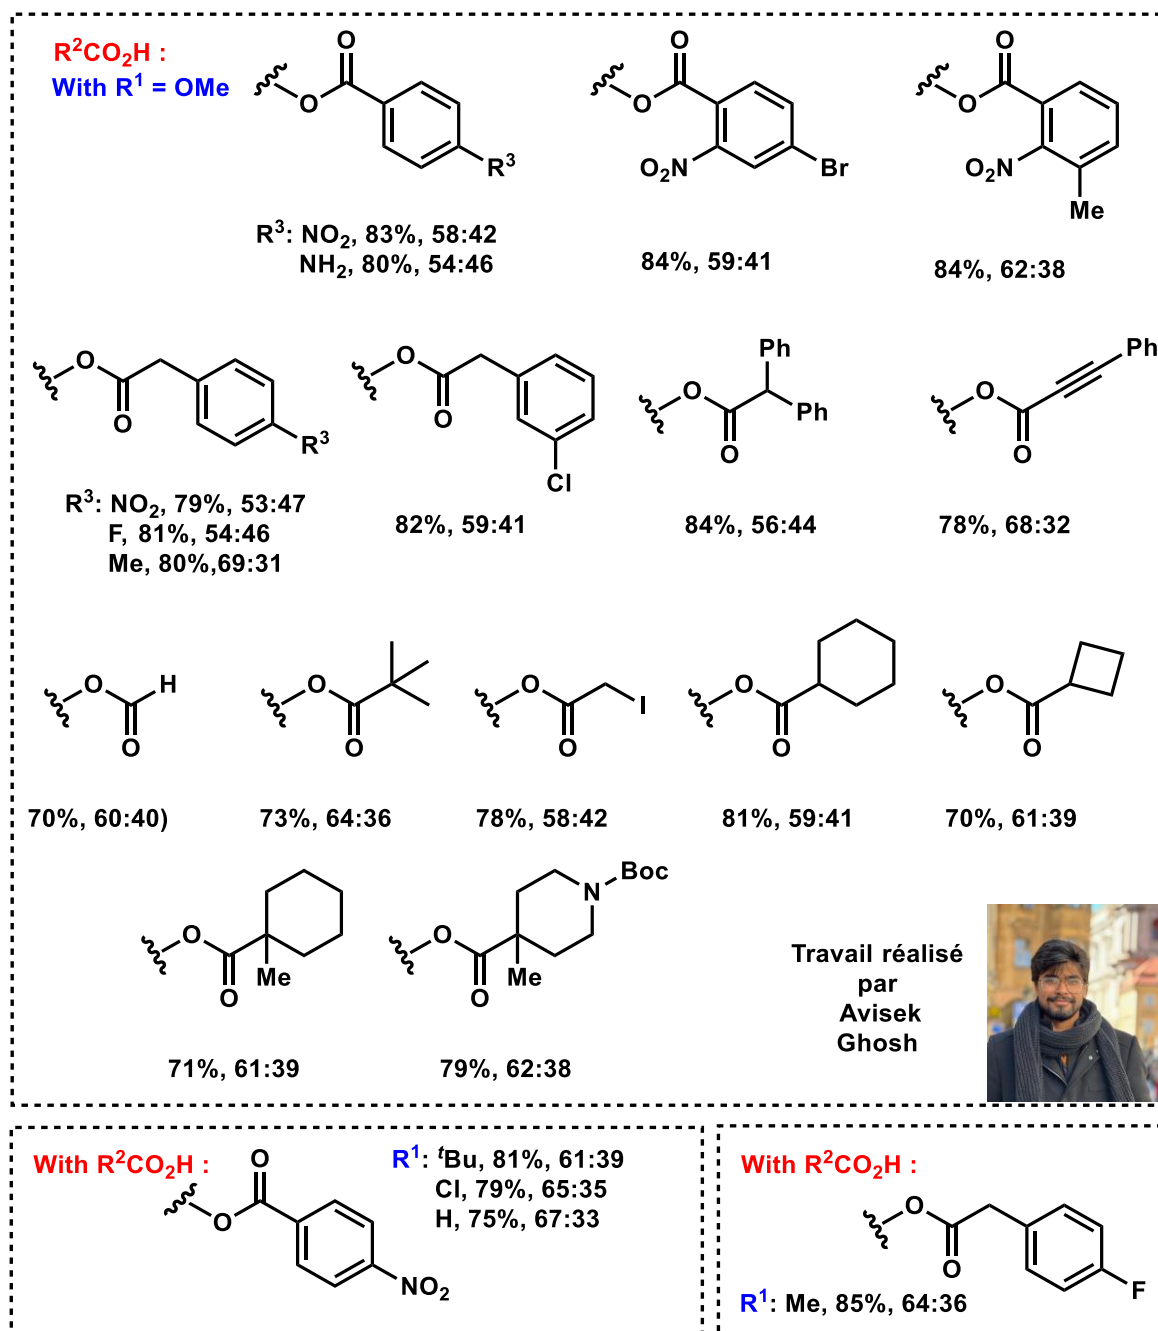 R²CO₂H :
With R¹ = OMe
O
O
R³
R³: NO₂, 83%, 58:42
NH₂, 80%, 54:46
O
O
O₂N
Br
84%, 59:41
O
O
O₂N
Me
84%, 62:38
O
O
R³
R³: NO₂, 79%, 53:47
F, 81%, 54:46
Me, 80%,69:31
O
O
Cl
82%, 59:41
Ph
O
Ph
O
84%, 56:44
Ph
O
O
78%, 68:32
O
H
O
70%, 60:40)
O
O
73%, 64:36
O
I
O
78%, 58:42
O
O
81%, 59:41
O
O
70%, 61:39
O
Me
O
71%, 61:39
Boc
N
O
Me
O
79%, 62:38
Travail réalisé
par
Avisek
Ghosh
With R²CO₂H :
O
O
NO₂
R¹: ᵗBu, 81%, 61:39
Cl, 79%, 65:35
H, 75%, 67:33
With R²CO₂H :
O
O
F
R¹: Me, 85%, 64:36